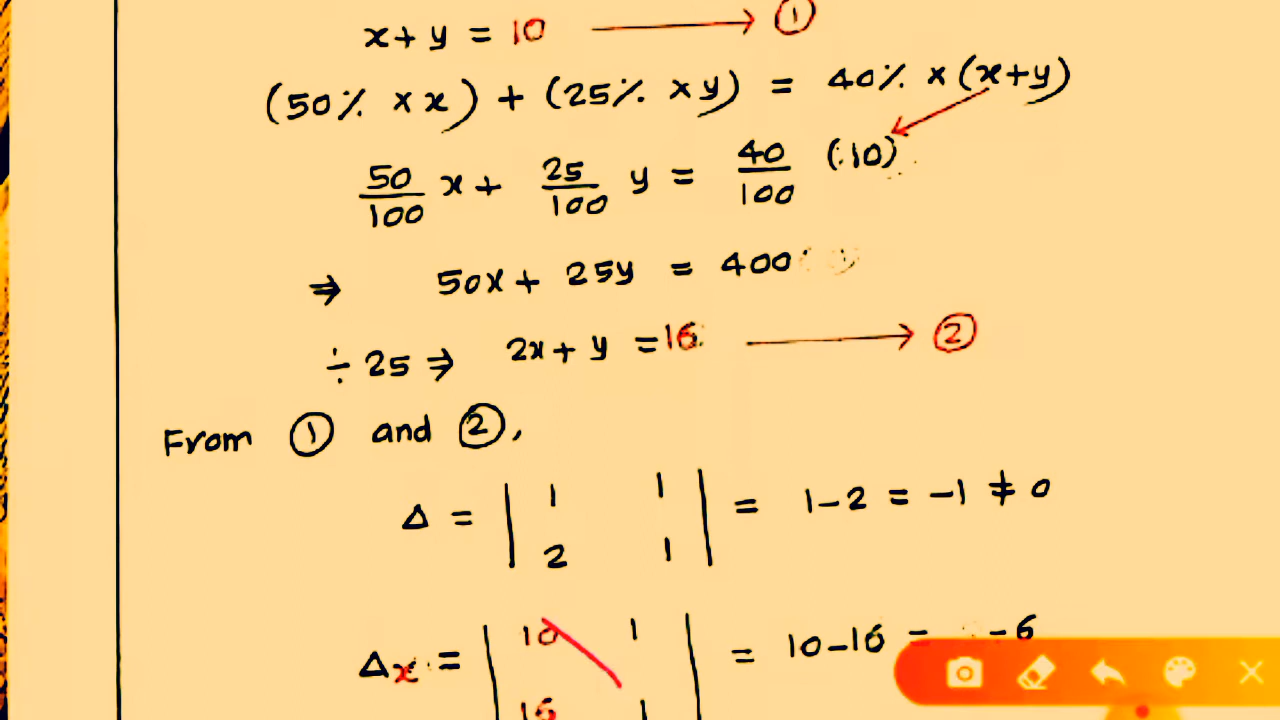 x + y = 10 → ①
(50% × x) + (25% × y) = 40% × (x+y)
50/100 x + 25/100 y = 40/100 (10)
⇒ 50x + 25y = 400
÷ 25 ⇒ 2x + y = 16 → ②
From ① and ②,
Δ = | 1 1 | = 1-2 = -1 ≠ 0
| 2 1 |
Δx = | 10 1 | = 10-16 = -6
| 16 1